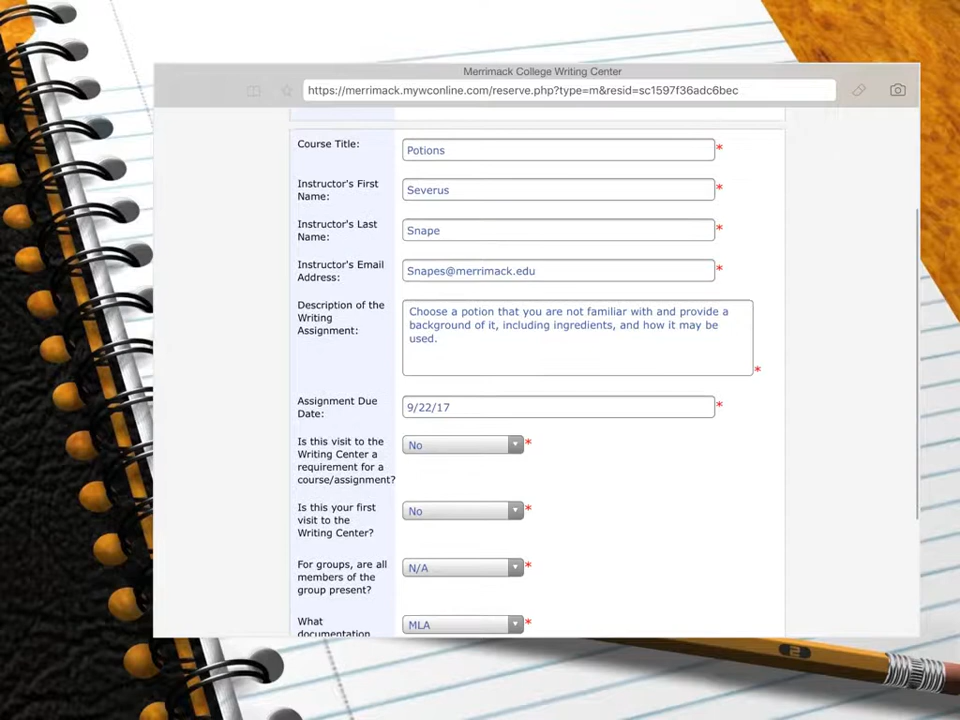 Merrimack College Writing Center
https://merrimack.mywconline.com/reserve.php?type=m&resid=sc1597f36adc6bec
Course Title:
Potions
*
Instructor's First
Name:
Severus
*
Instructor's Last
Name:
Snape
*
Instructor's Email
Address:
Snapes@merrimack.edu
*
Description of the
Writing
Assignment:
Choose a potion that you are not familiar with and provide a
background of it, including ingredients, and how it may be
used.
*
Assignment Due
Date:
9/22/17
*
Is this visit to the
Writing Center a
requirement for a
course/assignment?
No
*
Is this your first
visit to the
Writing Center?
No
*
For groups, are all
members of the
group present?
N/A
*
What
documentation
MLA
*
2